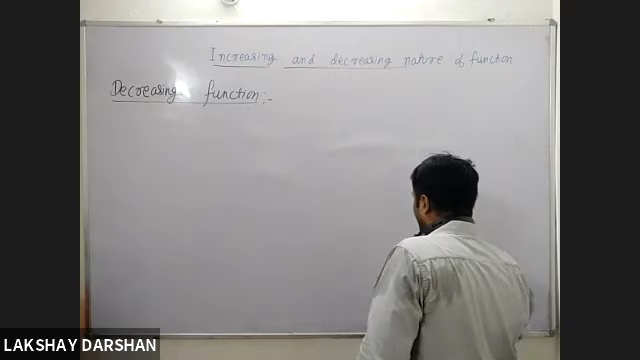 Increasing and decreasing nature of function
Decreasing function:-
LAKSHAY DARSHAN